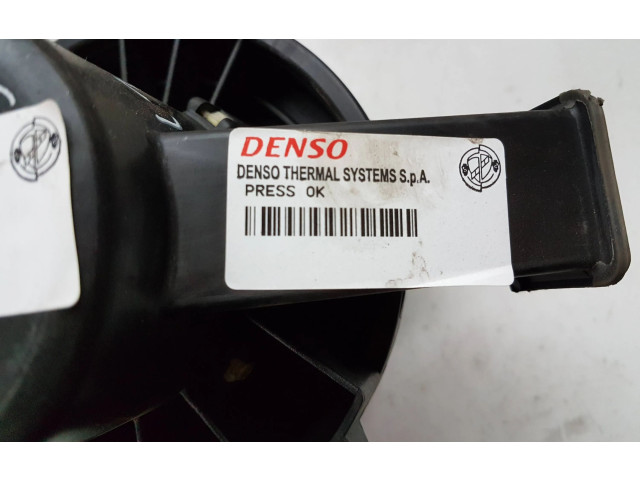 DENSO
DENSO THERMAL SYSTEMS S.p.A.
PRESS OK